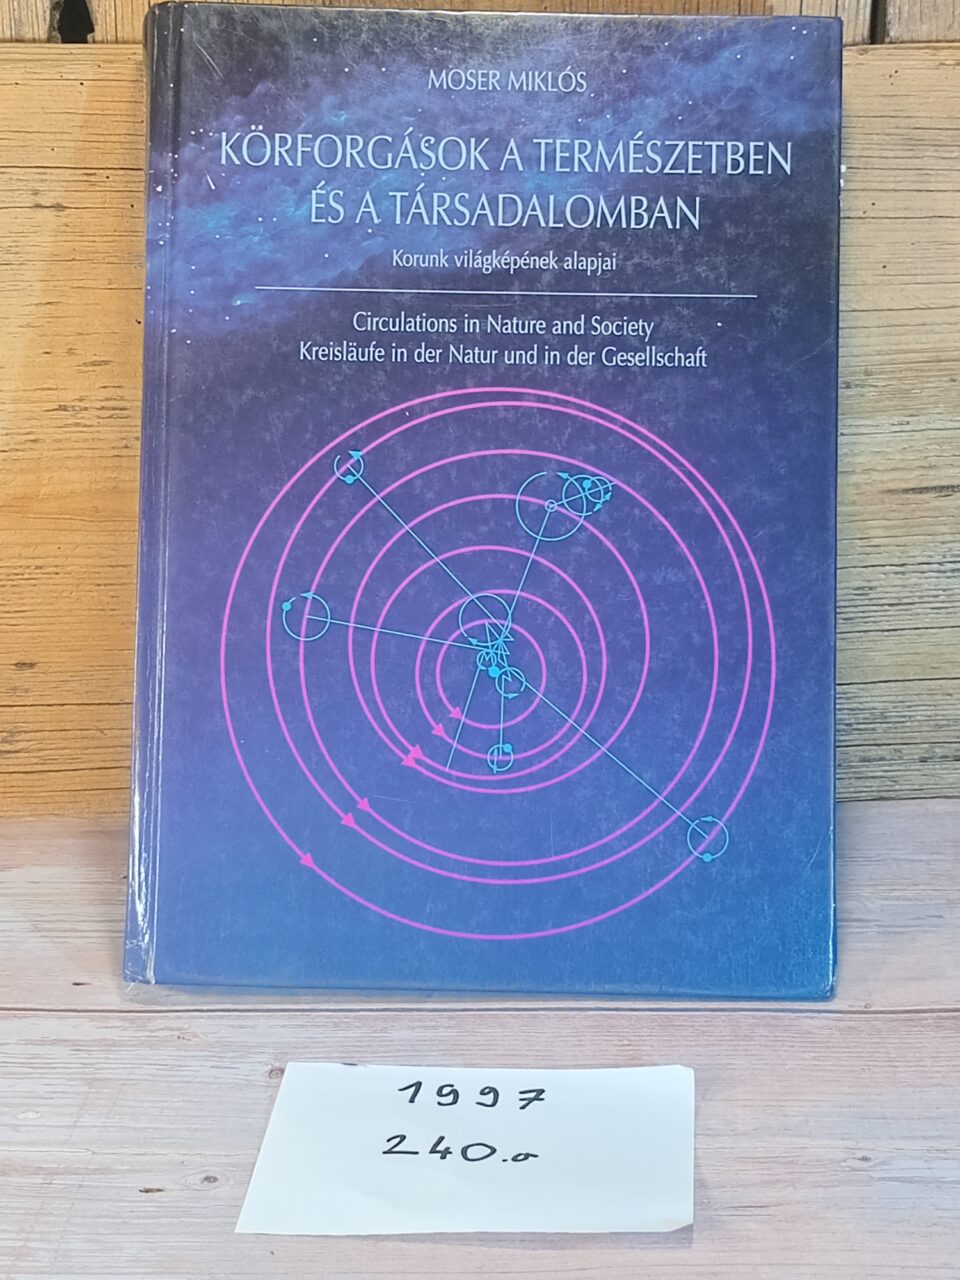 MOSER MIKLÓS
KÖRFORGÁSOK A TERMÉSZETBEN
ÉS A TÁRSADALOMBAN
Korunk világképének alapjai
Circulations in Nature and Society
Kreisläufe in der Natur und in der Gesellschaft
1997
240.o